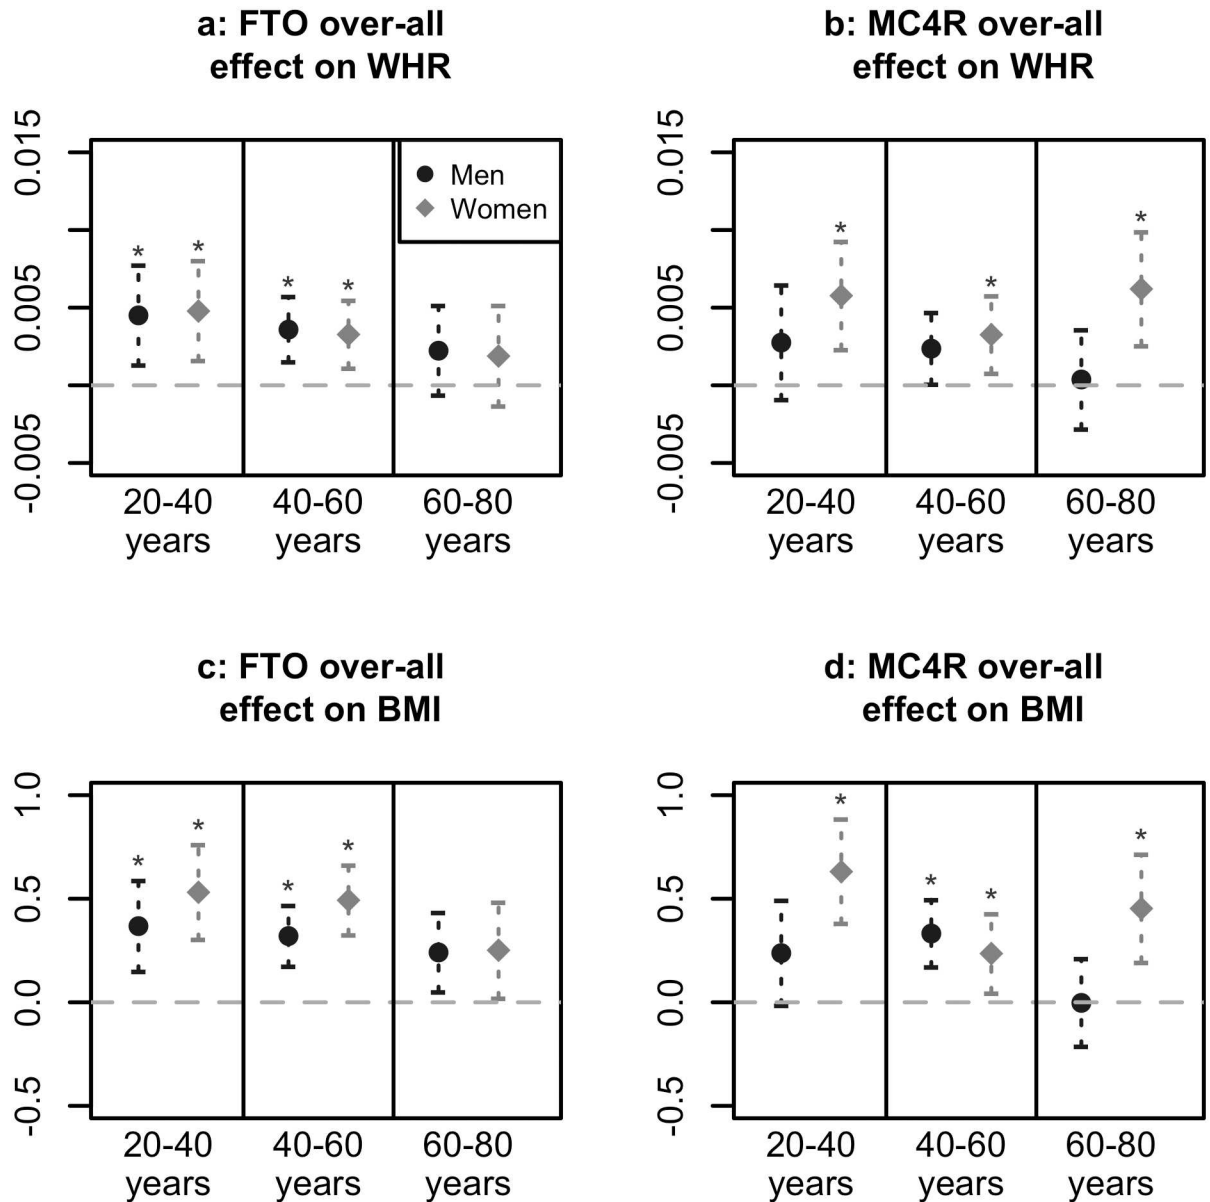 a: FTO over-all
effect on WHR
0.015
0.005
-0.005
*
*
*
*
Men
Women
20-40
years
40-60
years
60-80
years
b: MC4R over-all
effect on WHR
0.015
0.005
-0.005
*
*
*
20-40
years
40-60
years
60-80
years
c: FTO over-all
effect on BMI
1.0
0.5
0.0
-0.5
*
*
*
*
20-40
years
40-60
years
60-80
years
d: MC4R over-all
effect on BMI
1.0
0.5
0.0
-0.5
*
*
*
*
20-40
years
40-60
years
60-80
years